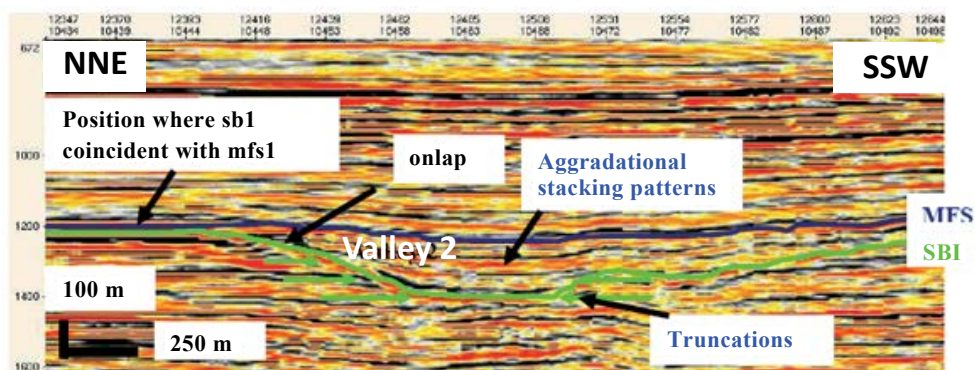 12347 12370 12393 12416 12439 12462 12485 12508 12531 12554 12577 12600 12623 12644
10434 10439 10444 10448 10453 10458 10463 10468 10472 10477 10482 10487 10492 10496
672
NNE
SSW
Position where sb1
coincident with mfs1
onlap
Aggradational
stacking patterns
1000
1200
MFS
Valley 2
SBI
100 m
1400
250 m
Truncations
1600